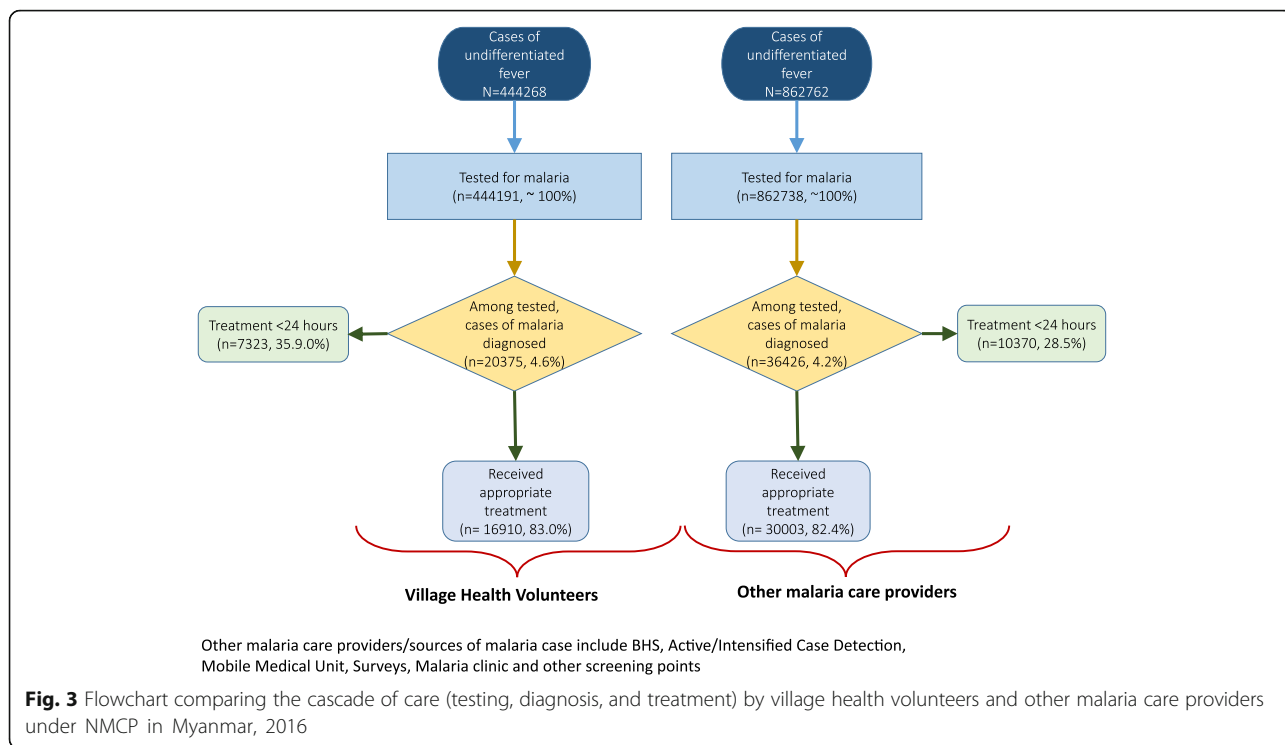 Cases of
undifferentiated
fever
N=444268
Cases of
undifferentiated
fever
N=862762
Tested for malaria
(n=444191, ~ 100%)
Tested for malaria
(n=862738, ~100%)
Treatment <24 hours
(n=7323, 35.9.0%)
Among tested,
cases of malaria
diagnosed
(n=20375, 4.6%)
Among tested,
cases of malaria
diagnosed
(n=36426, 4.2%)
Treatment <24 hours
(n=10370, 28.5%)
Received
appropriate
treatment
(n= 16910, 83.0%)
Received
appropriate
treatment
(n= 30003, 82.4%)
Village Health Volunteers
Other malaria care providers
Other malaria care providers/sources of malaria case include BHS, Active/Intensified Case Detection,
Mobile Medical Unit, Surveys, Malaria clinic and other screening points
Fig. 3 Flowchart comparing the cascade of care (testing, diagnosis, and treatment) by village health volunteers and other malaria care providers
under NMCP in Myanmar, 2016